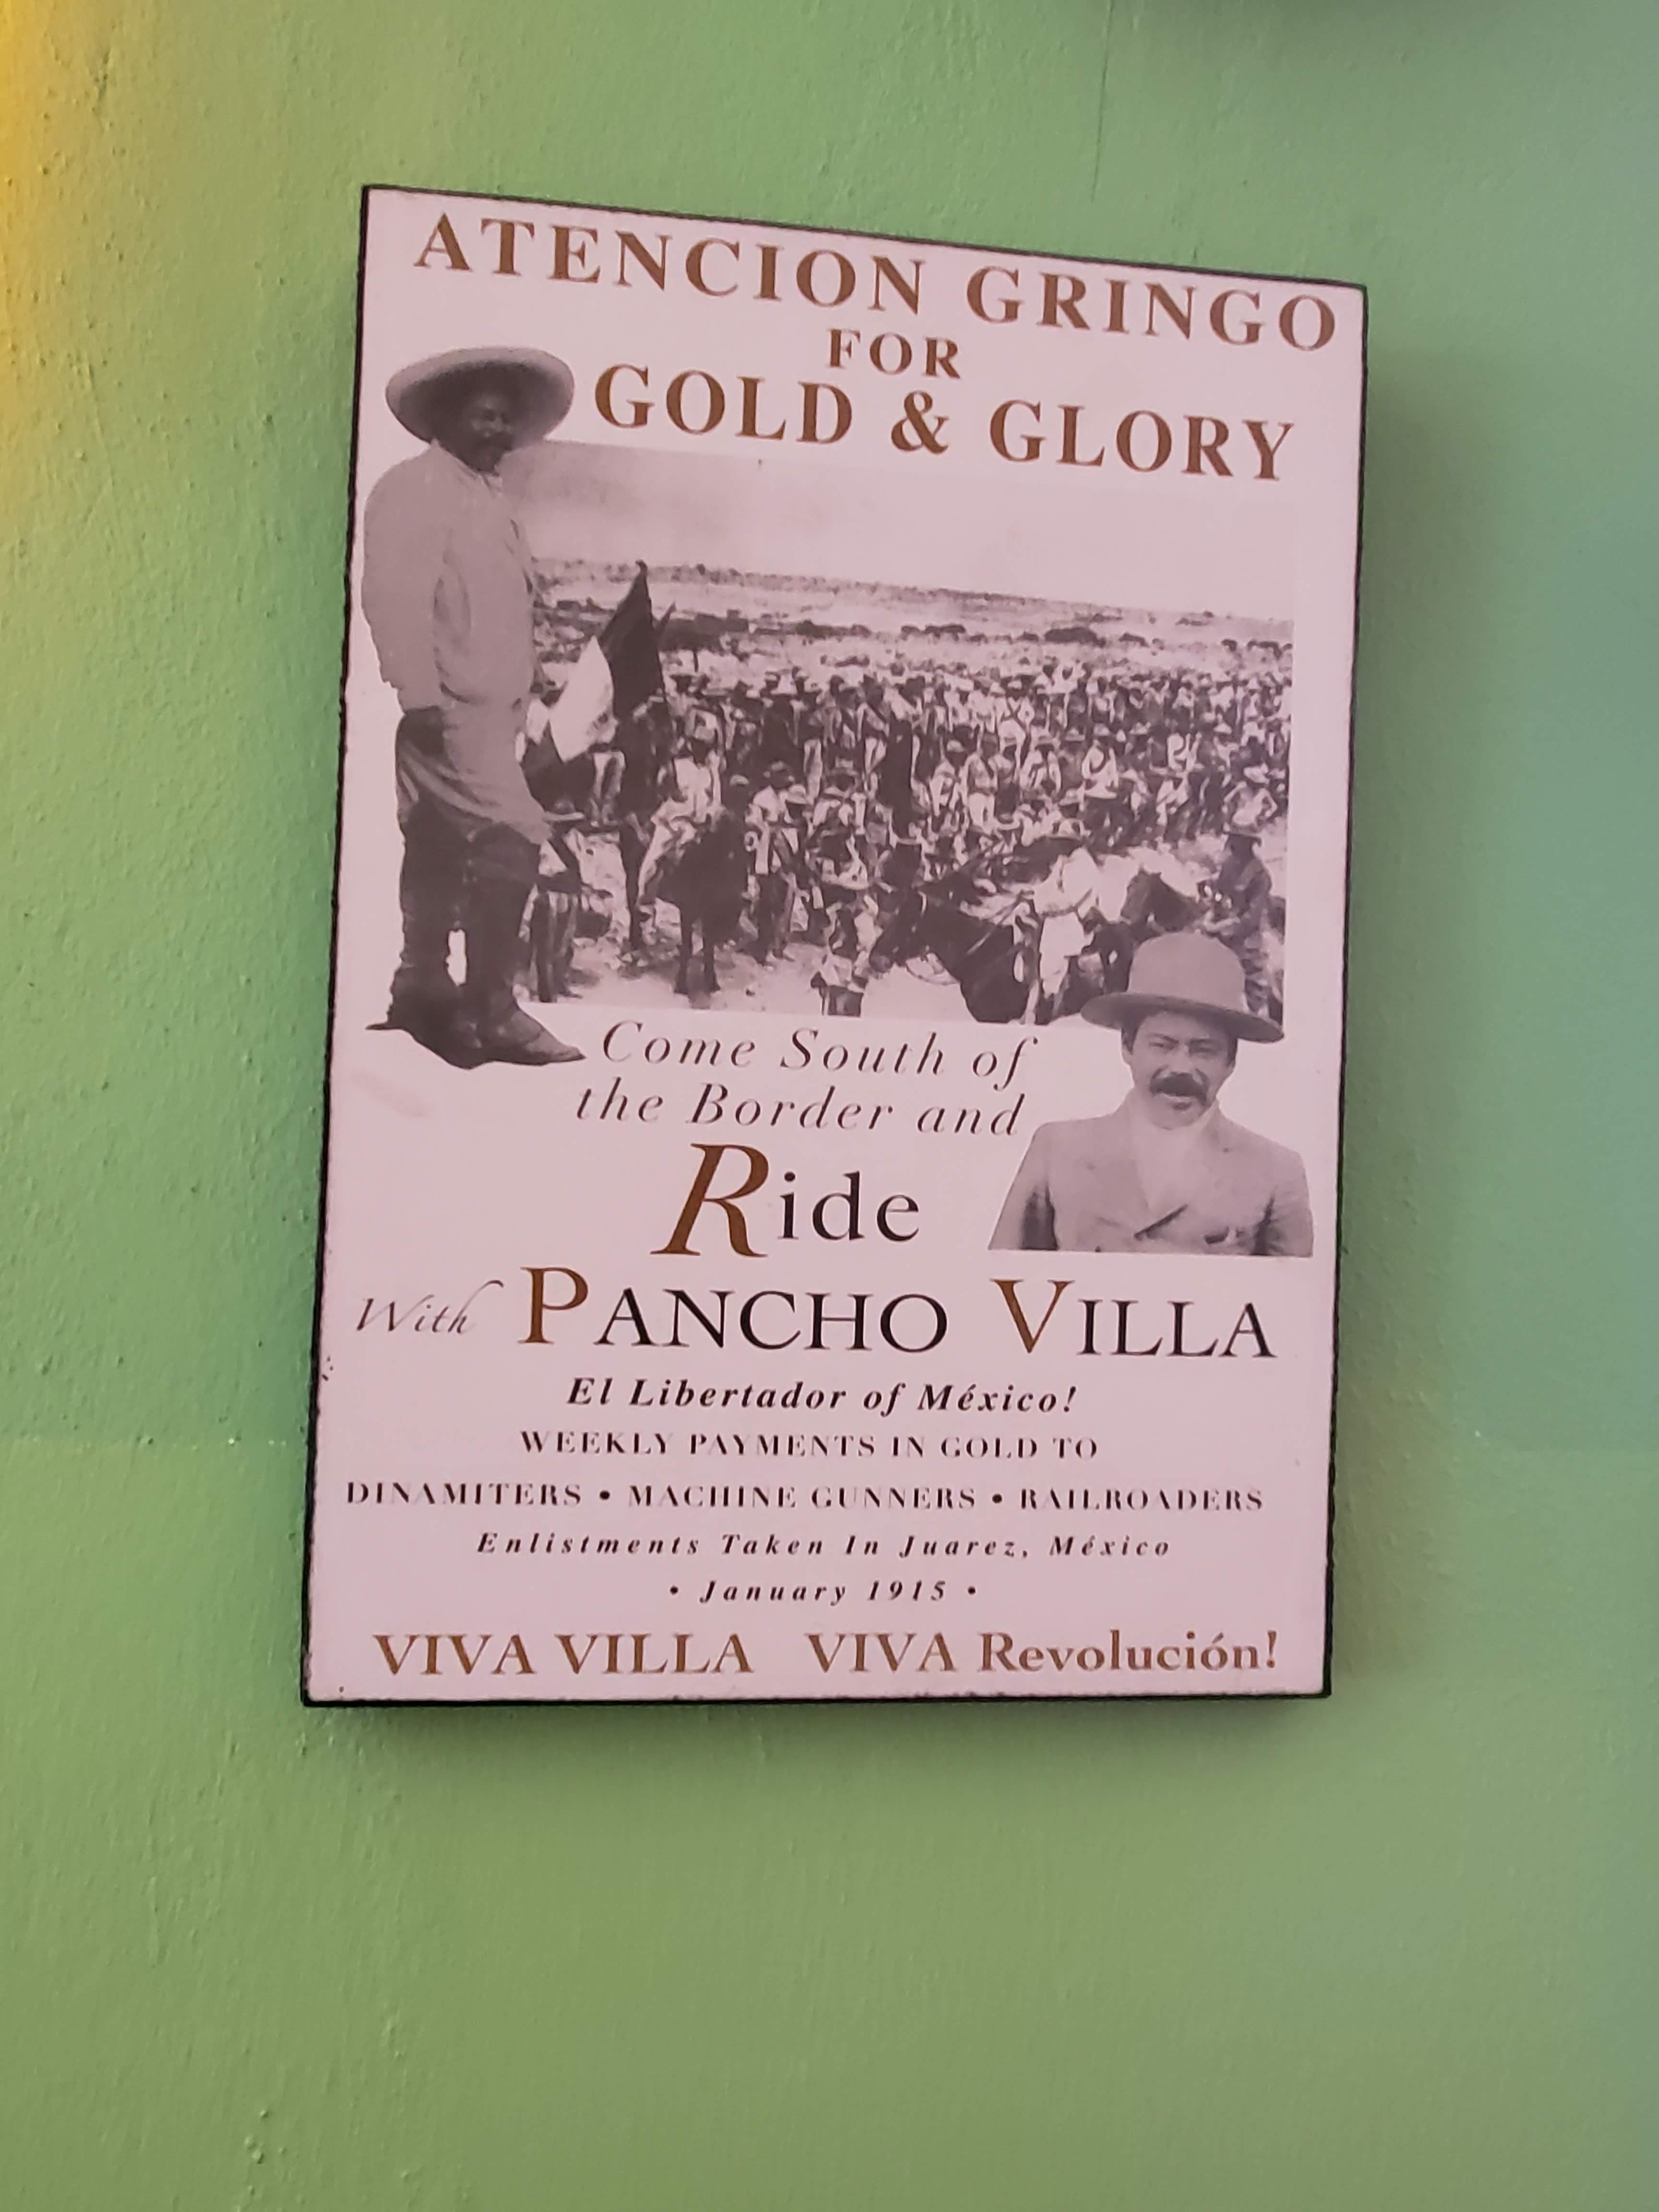 ATENCION GRINGO
FOR
GOLD & GLORY
Come South of
the Border and
Ride
With PANCHO VILLA
El Libertador of México!
WEEKLY PAYMENTS IN GOLD TO
DINAMITERS • MACHINE GUNNERS • RAILROADERS
Enlistments Taken In Juarez, México
• January 1915 •
VIVA VILLA VIVA Revolución!